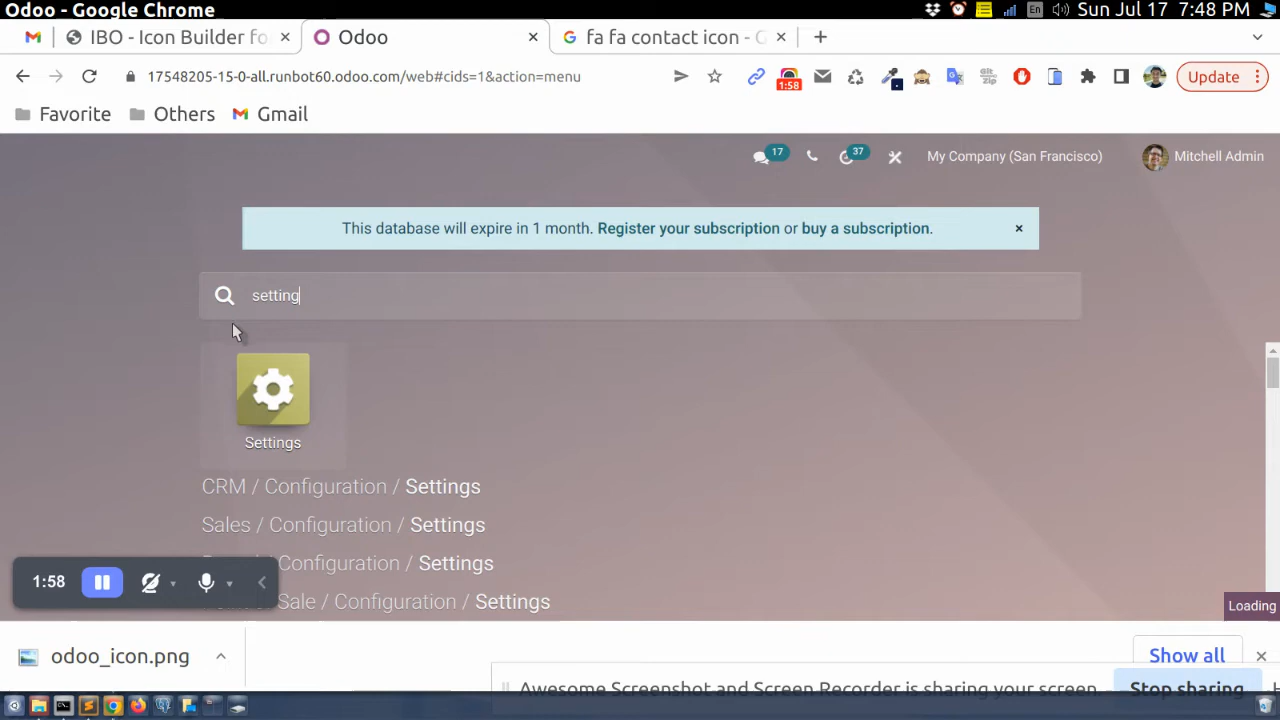 Odoo - Google Chrome
En
Sun Jul 17 7:48 PM
IBO - Icon Builder fo
Odoo
fa fa contact icon - G
17548205-15-0-all.runbot60.odoo.com/web#cids=1&action=menu
1:58
Update
Favorite
Others
Gmail
17
37
My Company (San Francisco)
Mitchell Admin
This database will expire in 1 month. Register your subscription or buy a subscription.
setting
Settings
CRM / Configuration / Settings
Sales / Configuration / Settings
Configuration / Settings
1:58
Sale / Configuration / Settings
Loading
odoo_icon.png
Show all
Awesome Screenshot and Screen Recorder is sharing your screen.
Stop sharing